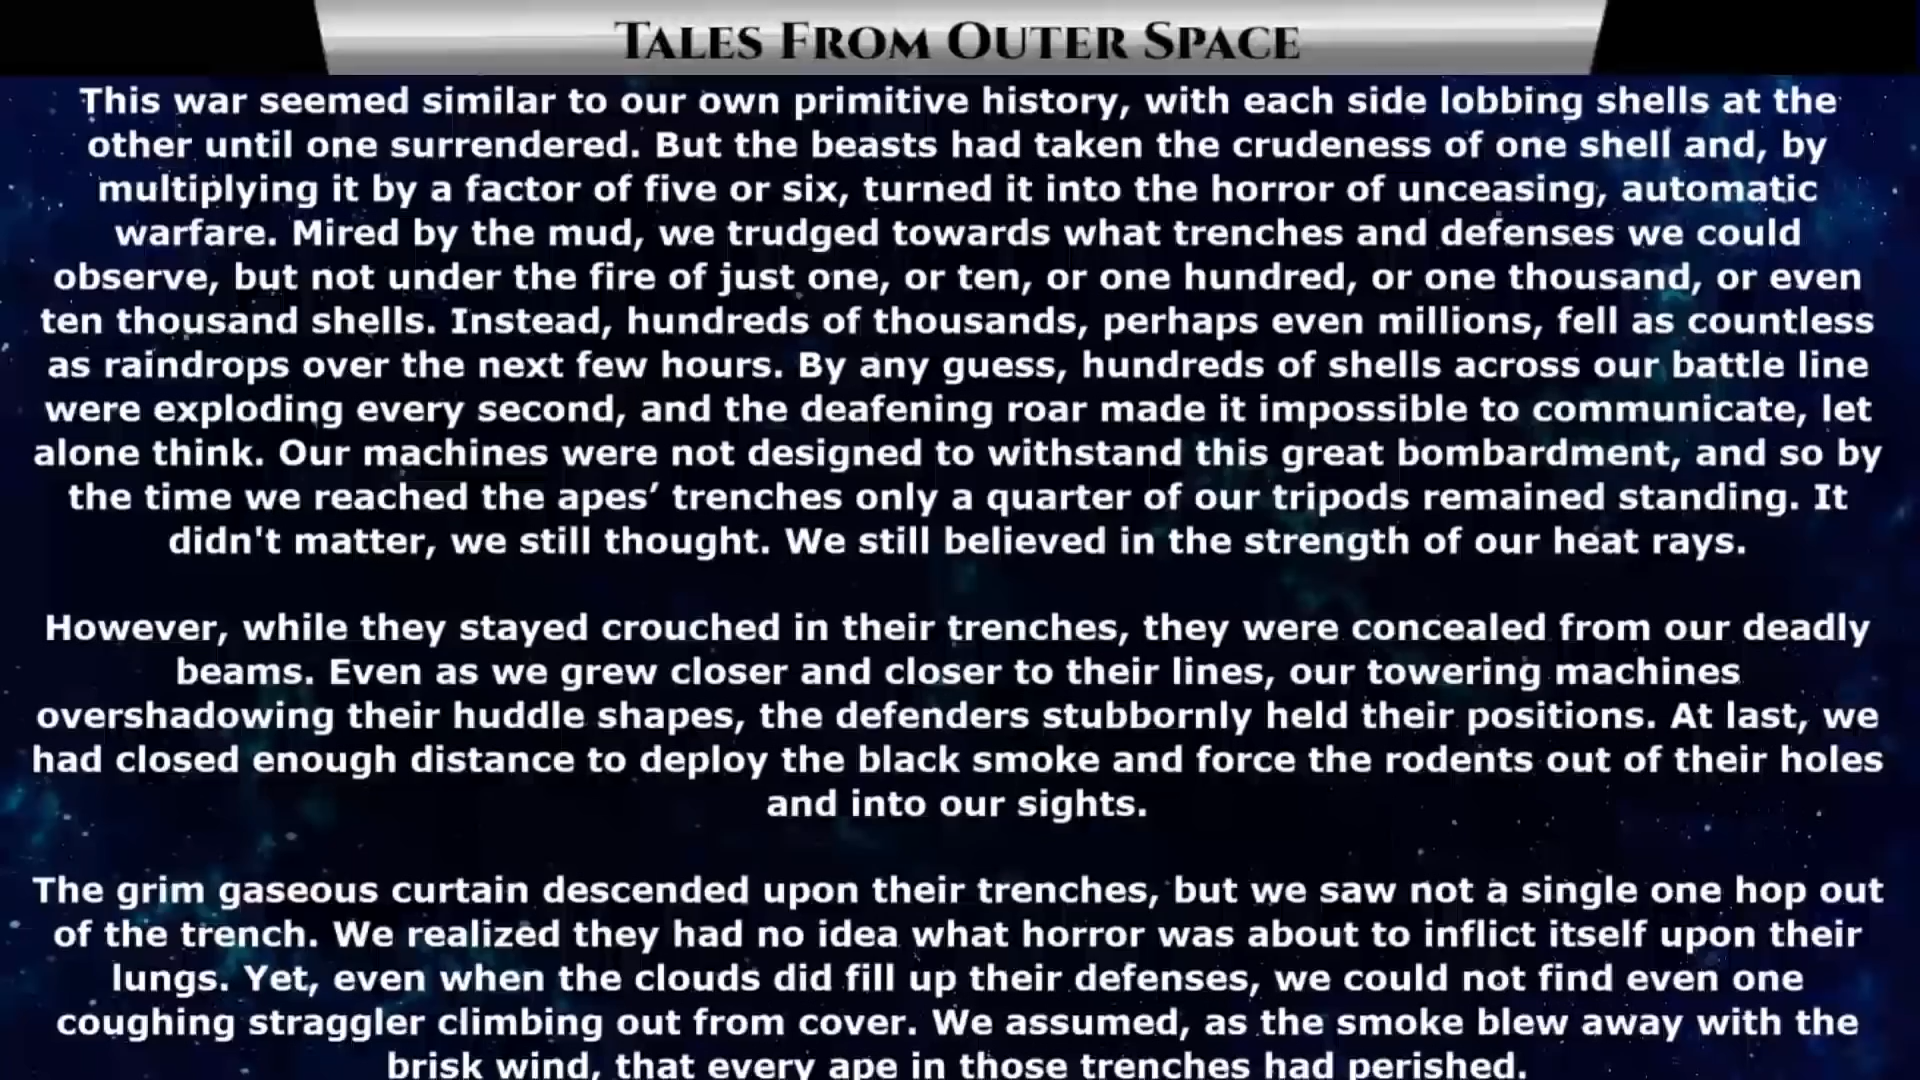 TALES FROM OUTER SPACE
This war seemed similar to our own primitive history, with each side lobbing shells at the
other until one surrendered. But the beasts had taken the crudeness of one shell and, by
multiplying it by a factor of five or six, turned it into the horror of unceasing, automatic
warfare. Mired by the mud, we trudged towards what trenches and defenses we could
observe, but not under the fire of just one, or ten, or one hundred, or one thousand, or even
ten thousand shells. Instead, hundreds of thousands, perhaps even millions, fell as countless
as raindrops over the next few hours. By any guess, hundreds of shells across our battle line
were exploding every second, and the deafening roar made it impossible to communicate, let
alone think. Our machines were not designed to withstand this great bombardment, and so by
the time we reached the apes’ trenches only a quarter of our tripods remained standing. It
didn't matter, we still thought. We still believed in the strength of our heat rays.
However, while they stayed crouched in their trenches, they were concealed from our deadly
beams. Even as we grew closer and closer to their lines, our towering machines
overshadowing their huddle shapes, the defenders stubbornly held their positions. At last, we
had closed enough distance to deploy the black smoke and force the rodents out of their holes
and into our sights.
The grim gaseous curtain descended upon their trenches, but we saw not a single one hop out
of the trench. We realized they had no idea what horror was about to inflict itself upon their
lungs. Yet, even when the clouds did fill up their defenses, we could not find even one
coughing straggler climbing out from cover. We assumed, as the smoke blew away with the
brisk wind, that every ape in those trenches had perished.